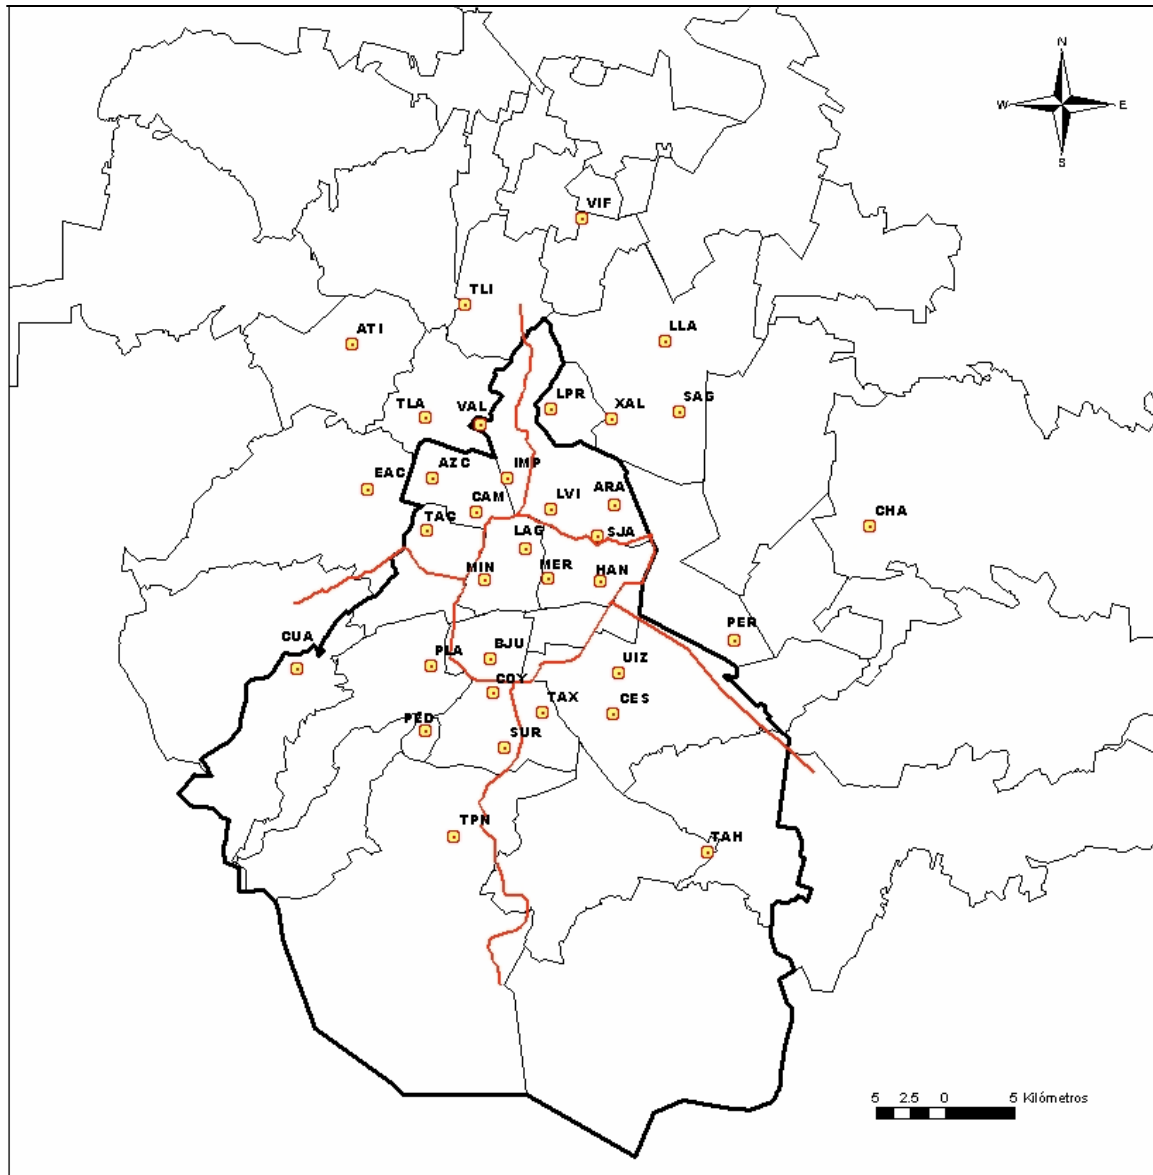 N
W E
S
VIF
TLI
ATI
LLA
TLA
VAL
LPR
XAL
SAG
EAC
AZC
IMP
CAM
LVI
ARA
CHA
TAC
LAG
SJA
MIN
MER
HAN
PER
CUA
PLA
BJU
UIZ
COY
TAX
CES
PED
SUR
TPN
TAH
5 2.5 0 5 Kilómetros